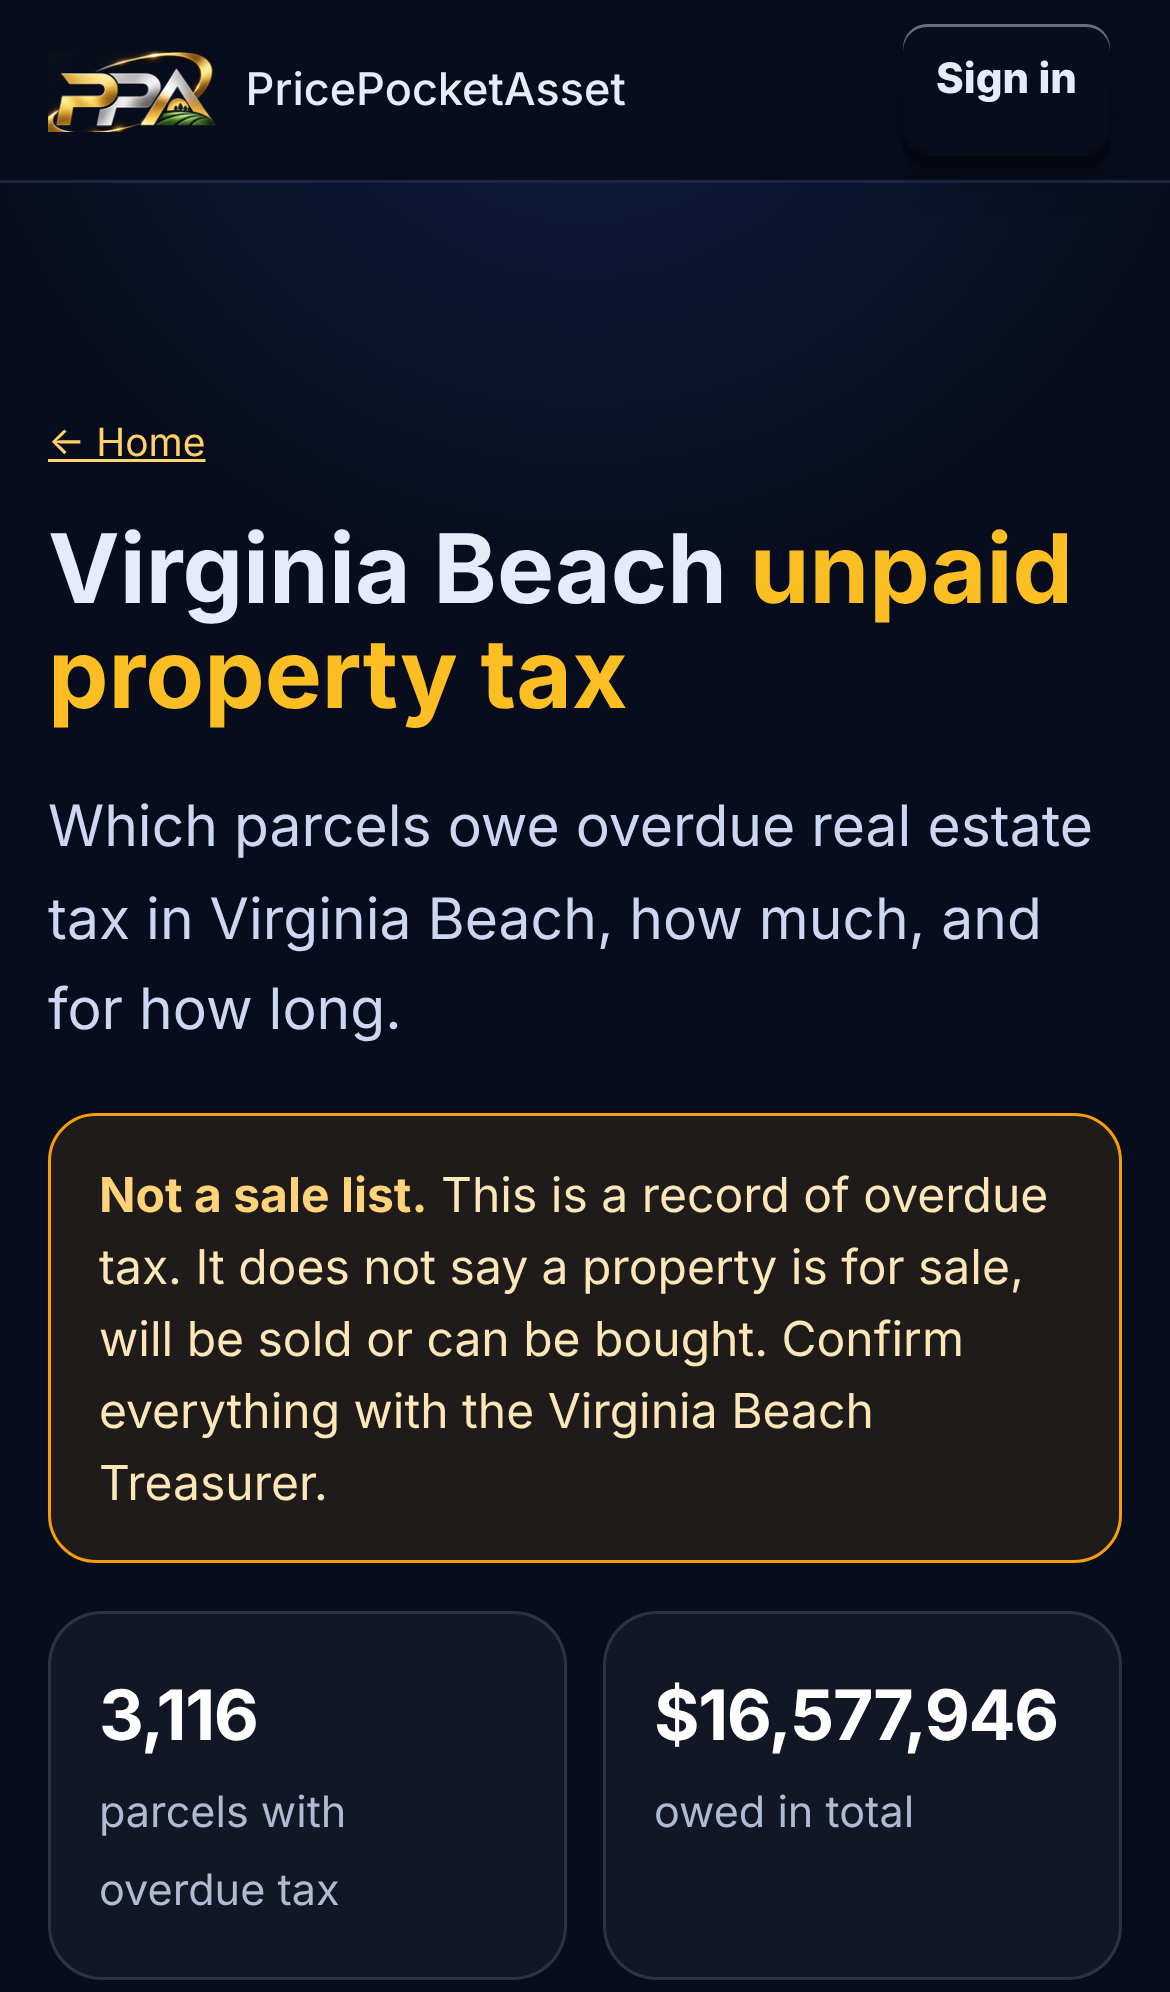 PPA
PricePocketAsset
Sign in
← Home
Virginia Beach unpaid
property tax
Which parcels owe overdue real estate
tax in Virginia Beach, how much, and
for how long.
Not a sale list. This is a record of overdue
tax. It does not say a property is for sale,
will be sold or can be bought. Confirm
everything with the Virginia Beach
Treasurer.
3,116
parcels with
overdue tax
$16,577,946
owed in total